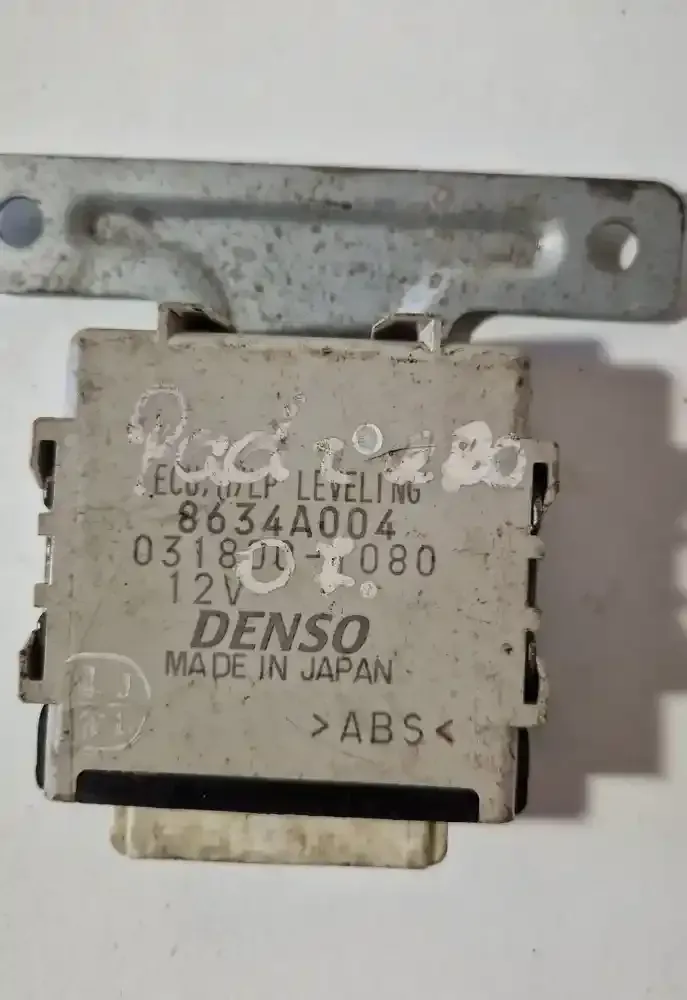 ECU, H/LP LEVELING
8634A004
031800-1080
12V
DENSO
MADE IN JAPAN
>ABS<